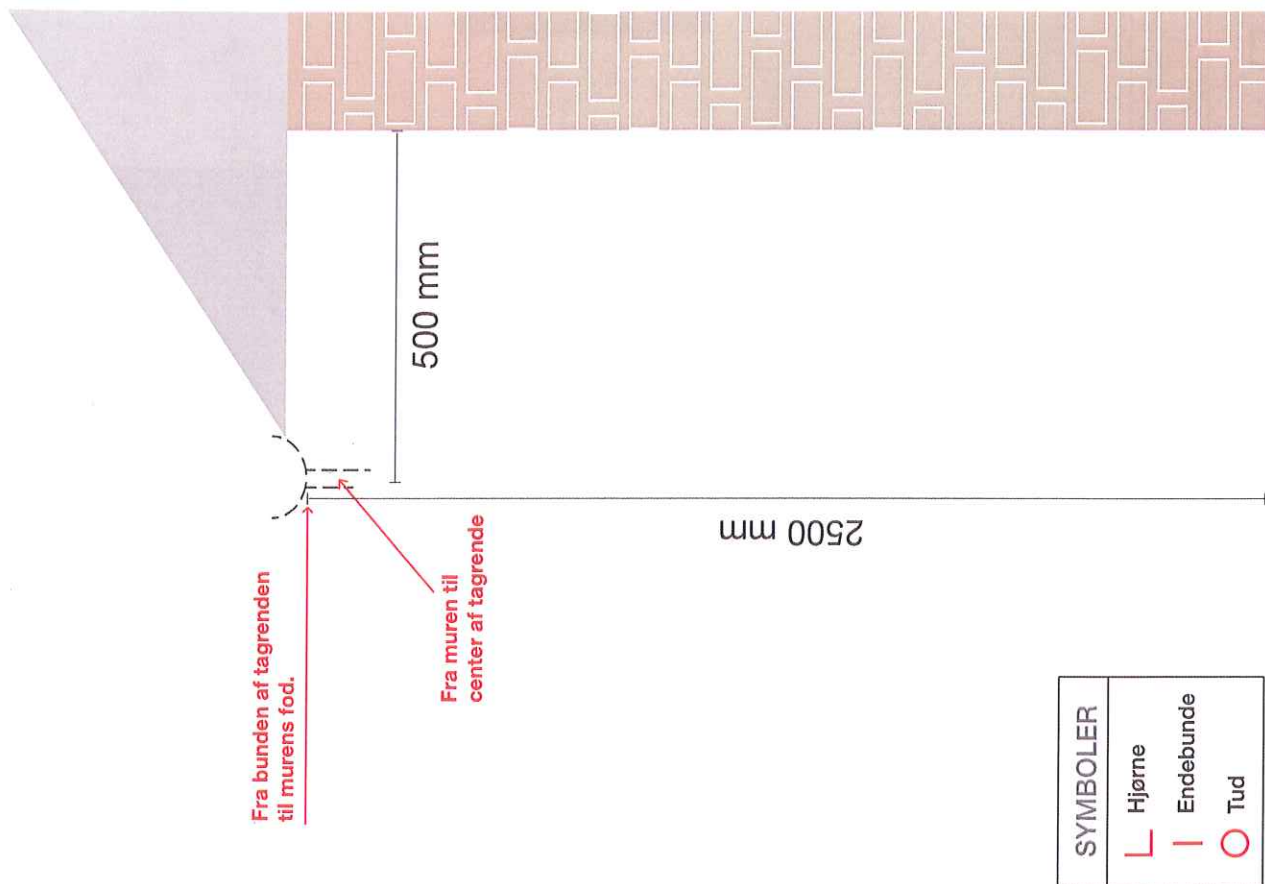 500 mm
2500 mm
Fra bunden af tagrenden
til murens fod.
Fra muren til
center af tagrende
SYMBOLER
Hjørne
Endebunde
Tud